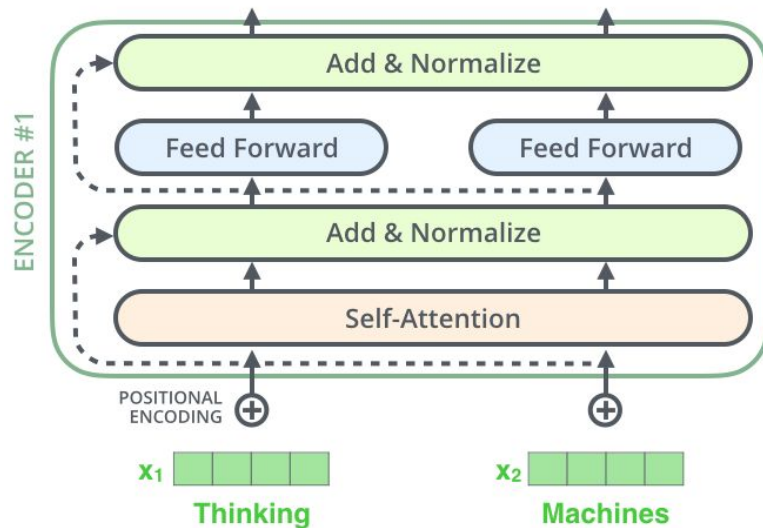 ENCODER #1
Add & Normalize
Feed Forward
Feed Forward
Add & Normalize
Self-Attention
POSITIONAL
ENCODING
x₁
x₂
Thinking
Machines